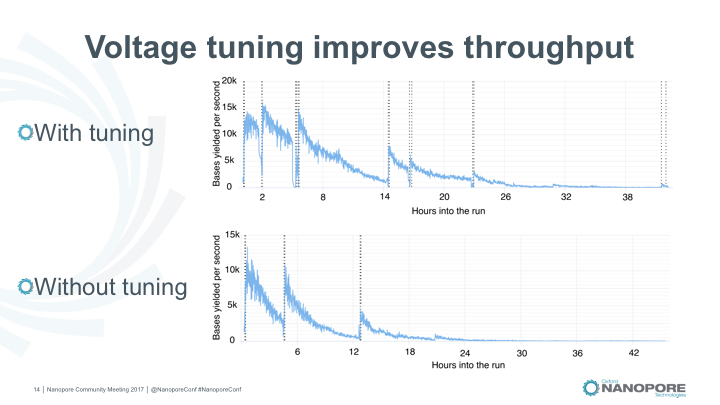 Voltage tuning improves throughput
With tuning
Bases yielded per second
20k
15k
10k
5k
0
2 8 14 20 26 32 38
Hours into the run
Without tuning
Bases yielded per second
15k
10k
5k
0
6 12 18 24 30 36 42
Hours into the run
14 | Nanopore Community Meeting 2017 | @NanoporeConf #NanoporeConf
Oxford
NANOPORE
Technologies